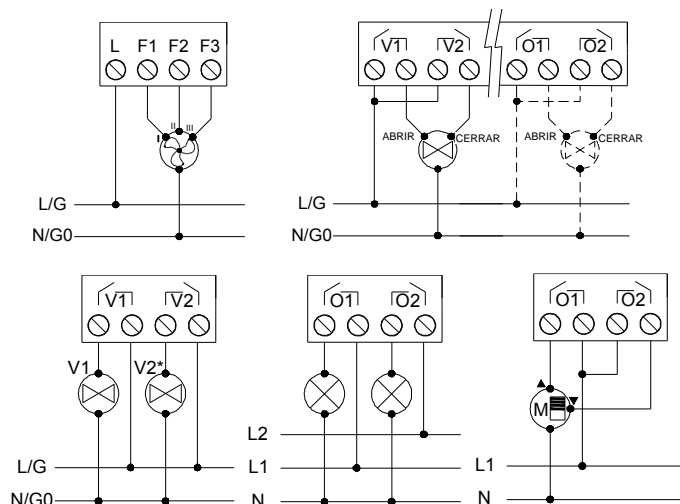 L F1 F2 F3
I II III
L/G
N/G0
V1 V2 O1 O2
ABRIR CERRAR ABRIR CERRAR
L/G
N/G0
V1 V2
V1 V2*
L/G
N/G0
O1 O2
L2
L1
N
O1 O2
M
L1
N